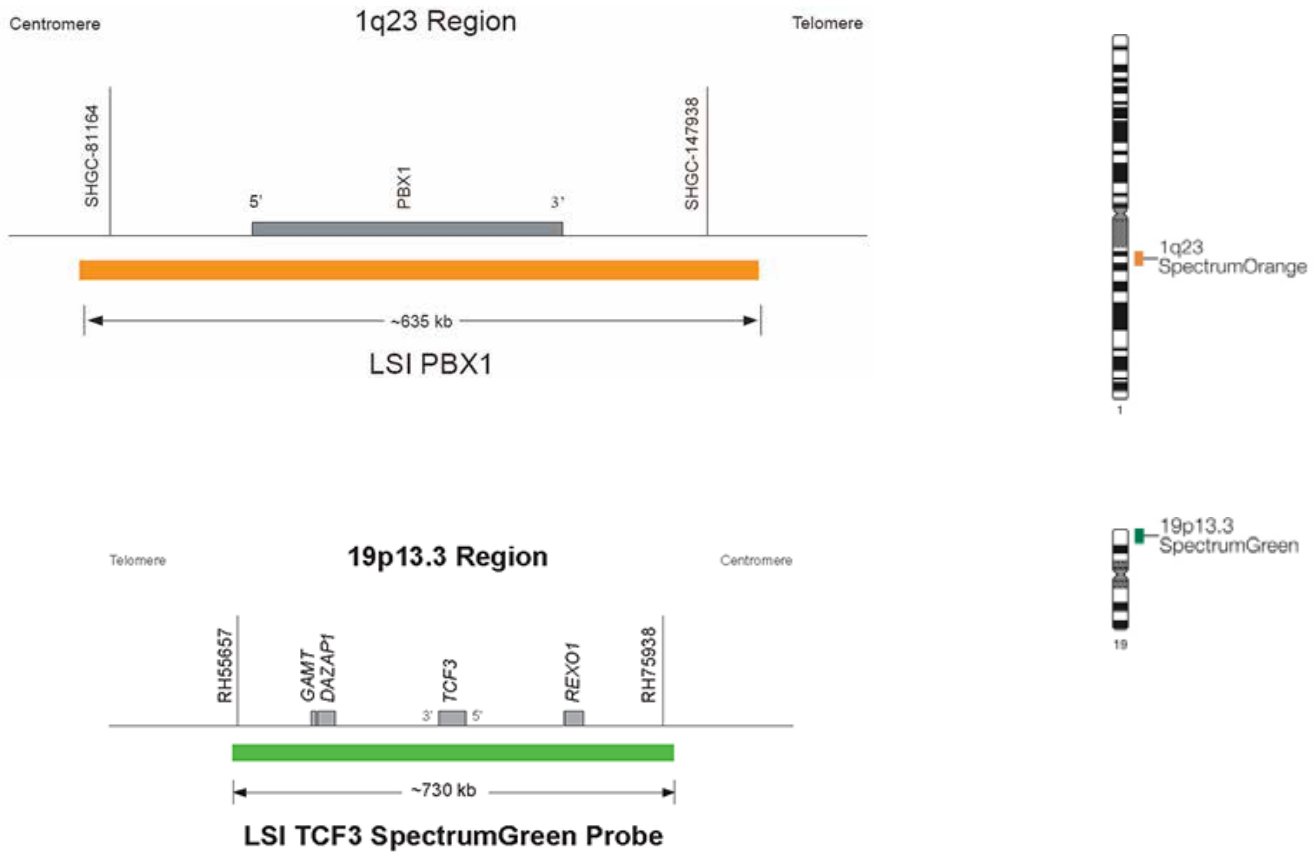 Centromere
1q23 Region
Telomere
SHGC-81164
PBX1
SHGC-147938
5'
3'
~635 kb
LSI PBX1
1q23
SpectrumOrange
1
Telomere
19p13.3 Region
Centromere
RH55657
GAMT
DAZAP1
TCF3
REXO1
RH75938
3'
5'
~730 kb
LSI TCF3 SpectrumGreen Probe
19p13.3
SpectrumGreen
19